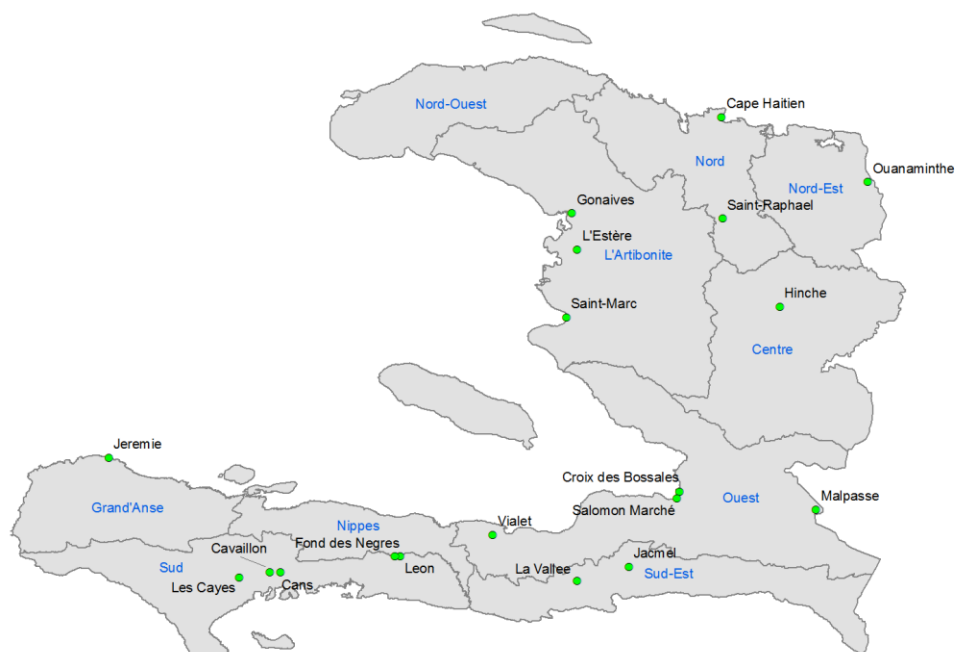 Nord-Ouest
Cape Haitien
Nord
Ouanaminthe
Nord-Est
Gonaives
Saint-Raphael
L'Estère
L'Artibonite
Hinche
Saint-Marc
Centre
Jeremie
Croix des Bossales
Ouest
Malpasse
Grand'Anse
Salomon Marché
Nippes
Vialet
Fond des Negres
Cavaillon
Jacmel
Sud
Leon
La Vallee
Sud-Est
Les Cayes
Cans